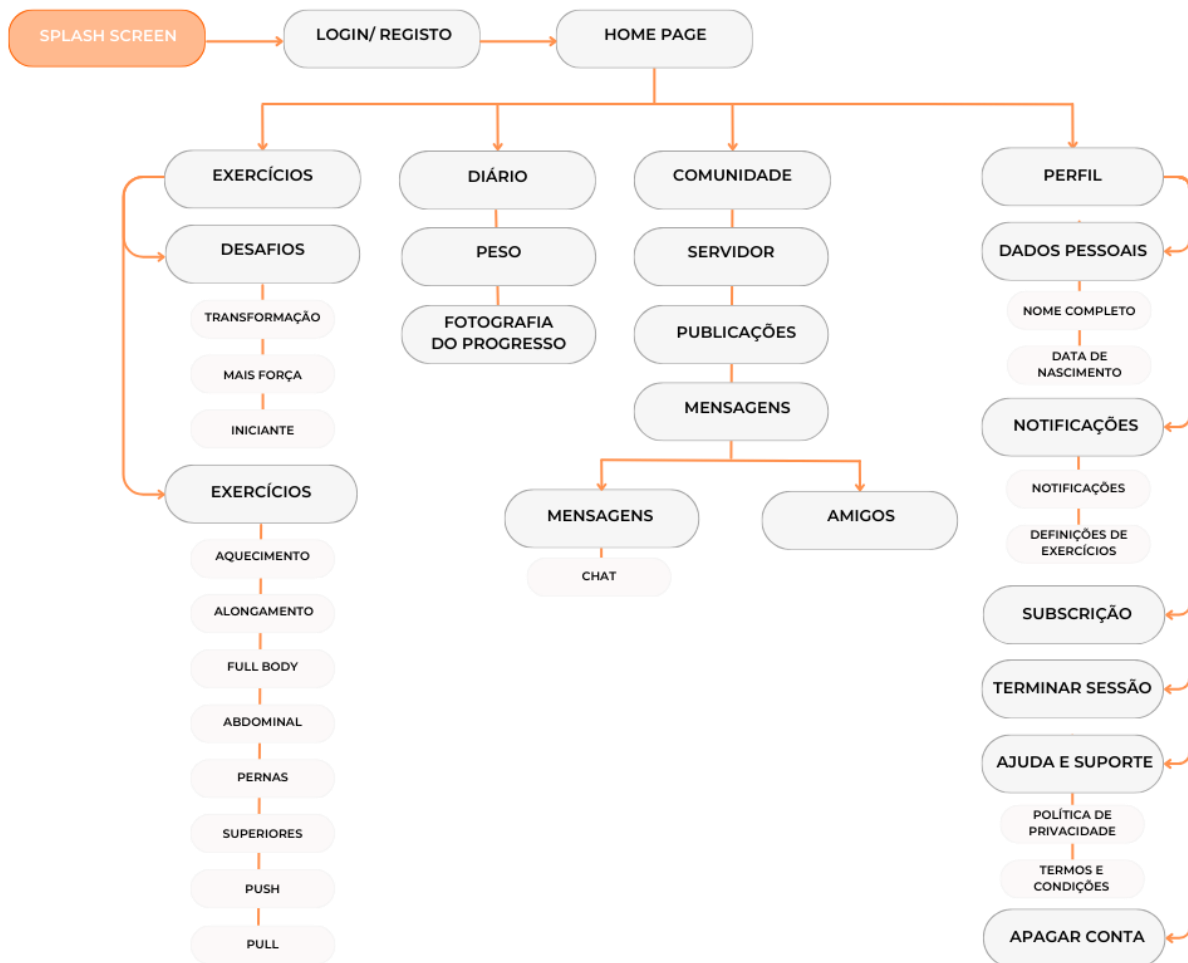 SPLASH SCREEN
LOGIN/ REGISTO
HOME PAGE
EXERCÍCIOS
DESAFIOS
TRANSFORMAÇÃO
MAIS FORÇA
INICIANTE
EXERCÍCIOS
AQUECIMENTO
ALONGAMENTO
FULL BODY
ABDOMINAL
PERNAS
SUPERIORES
PUSH
PULL
DIÁRIO
PESO
FOTOGRAFIA
DO PROGRESSO
COMUNIDADE
SERVIDOR
PUBLICAÇÕES
MENSAGENS
MENSAGENS
CHAT
AMIGOS
PERFIL
DADOS PESSOAIS
NOME COMPLETO
DATA DE
NASCIMENTO
NOTIFICAÇÕES
NOTIFICAÇÕES
DEFINIÇÕES DE
EXERCÍCIOS
SUBSCRIÇÃO
TERMINAR SESSÃO
AJUDA E SUPORTE
POLÍTICA DE
PRIVACIDADE
TERMOS E
CONDIÇÕES
APAGAR CONTA